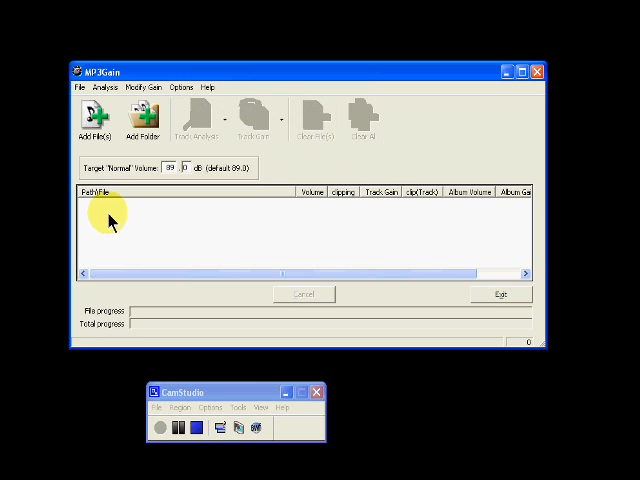 MP3Gain
File Analysis Modify Gain Options Help
Add File(s) Add Folder Track Analysis Track Gain Clear File(s) Clear All
Target "Normal" Volume: 89 . 0 dB (default 89.0)
Path\File Volume clipping Track Gain clip(Track) Album Volume Album Gai
Cancel Exit
File progress
Total progress
0
CamStudio
File Region Options Tools View Help